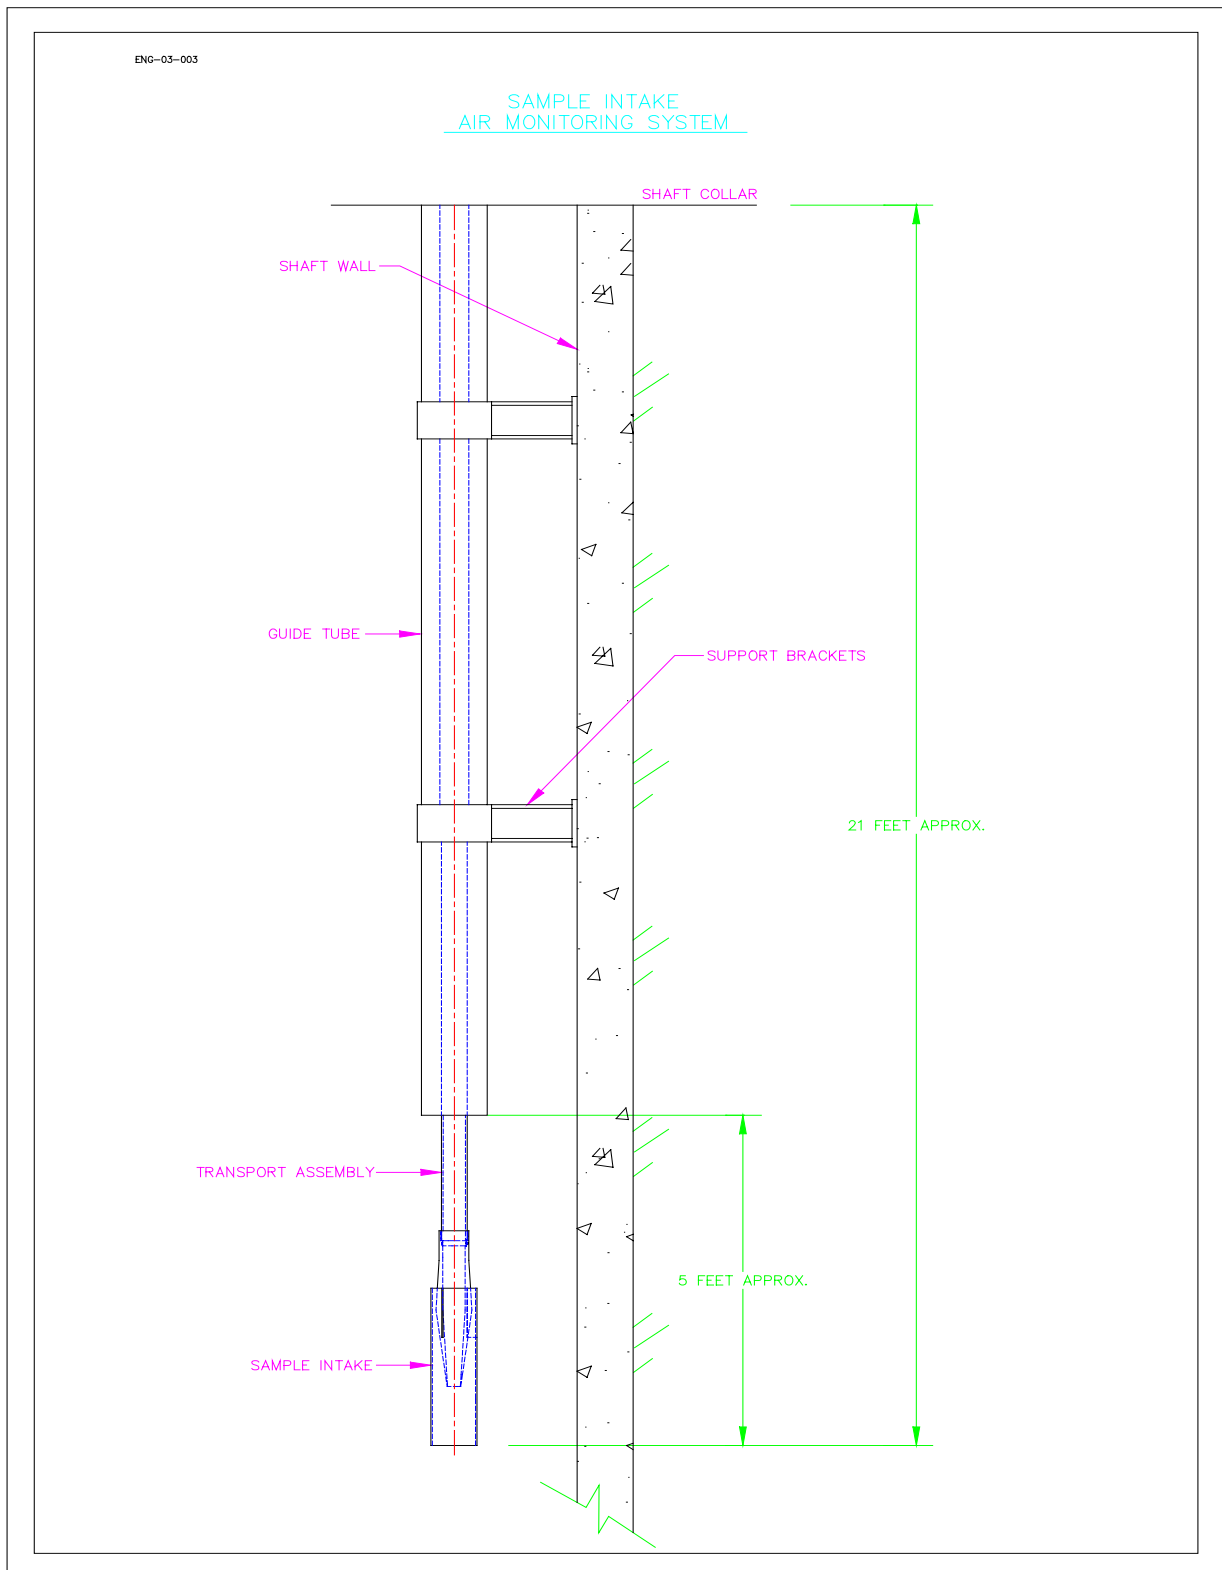 ENG-03-003
SAMPLE INTAKE
AIR MONITORING SYSTEM
SHAFT COLLAR
SHAFT WALL
GUIDE TUBE
SUPPORT BRACKETS
21 FEET APPROX.
TRANSPORT ASSEMBLY
5 FEET APPROX.
SAMPLE INTAKE